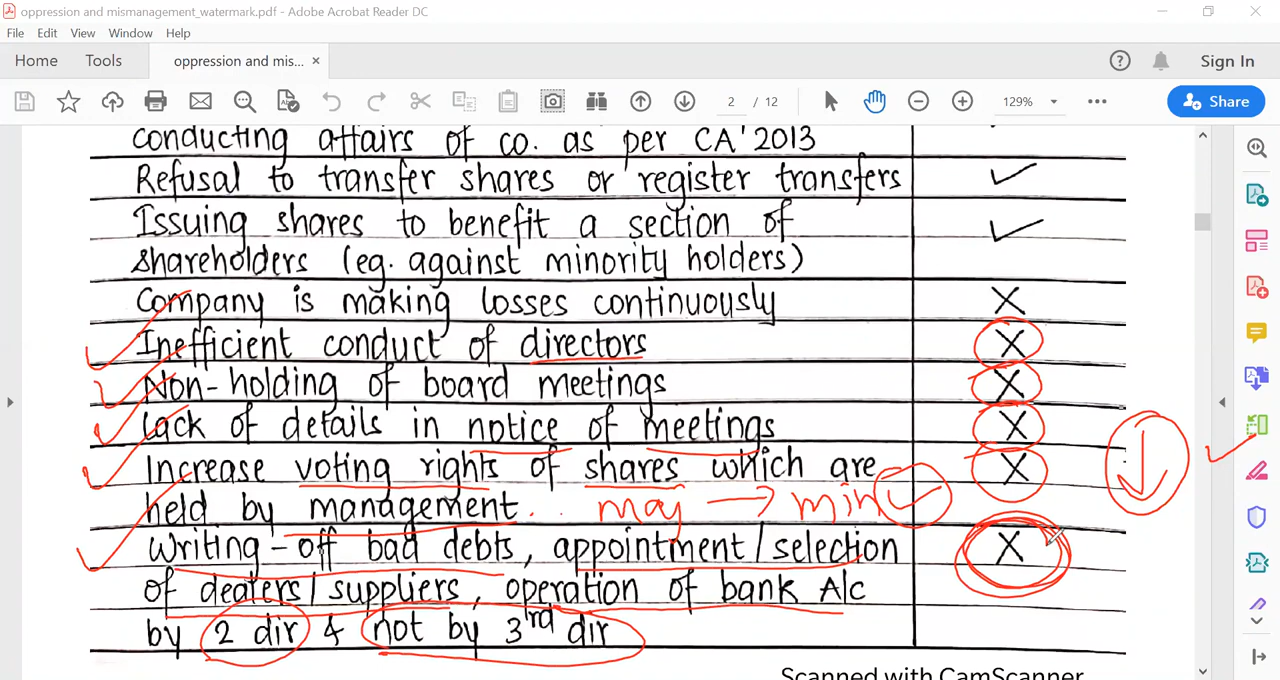 oppression and mismanagement_watermark.pdf - Adobe Acrobat Reader DC
File Edit View Window Help
Home Tools oppression and mis... × Sign In
2 / 12 129% Share
conducting affairs of co. as per CA'2013
Refusal to transfer shares or register transfers ✓
Issuing shares to benefit a section of ✓
shareholders (eg. against minority holders)
Company is making losses continuously X
Inefficient conduct of directors X
Non-holding of board meetings X
Lack of details in notice of meetings X
Increase voting rights of shares which are X
held by management. . maj → min ✓
Writing-off bad debts, appointment/selection X
of dealers/suppliers, operation of bank A/c
by 2 dir & not by 3rd dir
Scanned with CamScanner